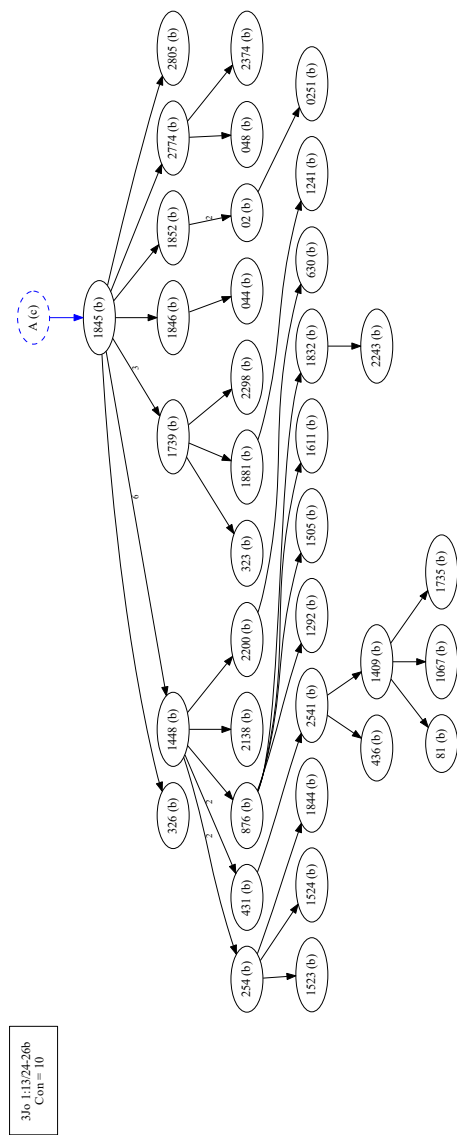 3Jo 1:13/24-26b
Con = 10
A (c)
1845 (b)
6
3
326 (b)
1448 (b)
1739 (b)
1846 (b)
1852 (b)
2774 (b)
2805 (b)
2
2
2
254 (b)
431 (b)
876 (b)
2138 (b)
2200 (b)
323 (b)
1881 (b)
2298 (b)
044 (b)
02 (b)
048 (b)
2374 (b)
1523 (b)
1524 (b)
1844 (b)
2541 (b)
1292 (b)
1505 (b)
1611 (b)
1832 (b)
630 (b)
1241 (b)
0251 (b)
436 (b)
1409 (b)
2243 (b)
81 (b)
1067 (b)
1735 (b)